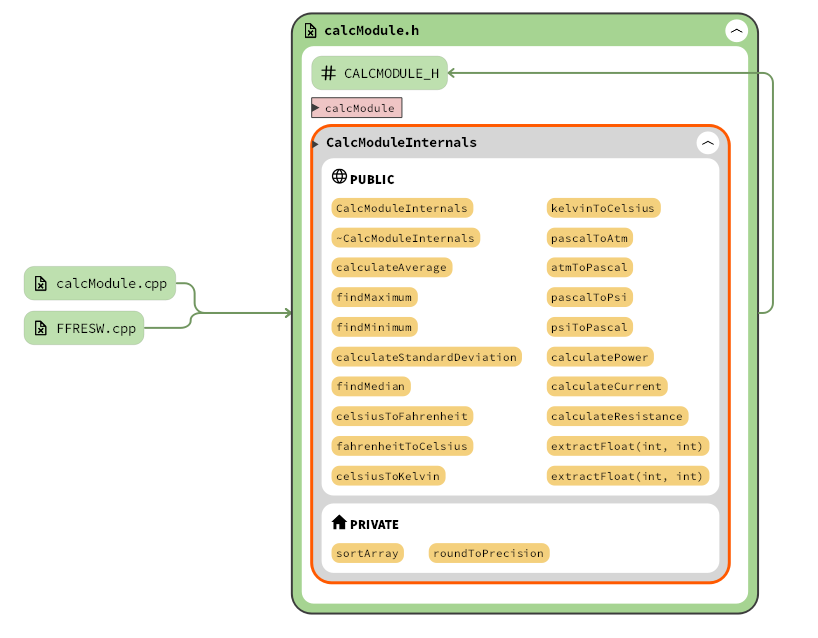 calcModule.h
# CALCMODULE_H
calcModule
CalcModuleInternals
PUBLIC
CalcModuleInternals kelvinToCelsius
~CalcModuleInternals pascalToAtm
calculateAverage atmToPascal
findMaximum pascalToPsi
findMinimum psiToPascal
calculateStandardDeviation calculatePower
findMedian calculateCurrent
celsiusToFahrenheit calculateResistance
fahrenheitToCelsius extractFloat(int, int)
celsiusToKelvin extractFloat(int, int)
PRIVATE
sortArray roundToPrecision
calcModule.cpp
FFRESW.cpp